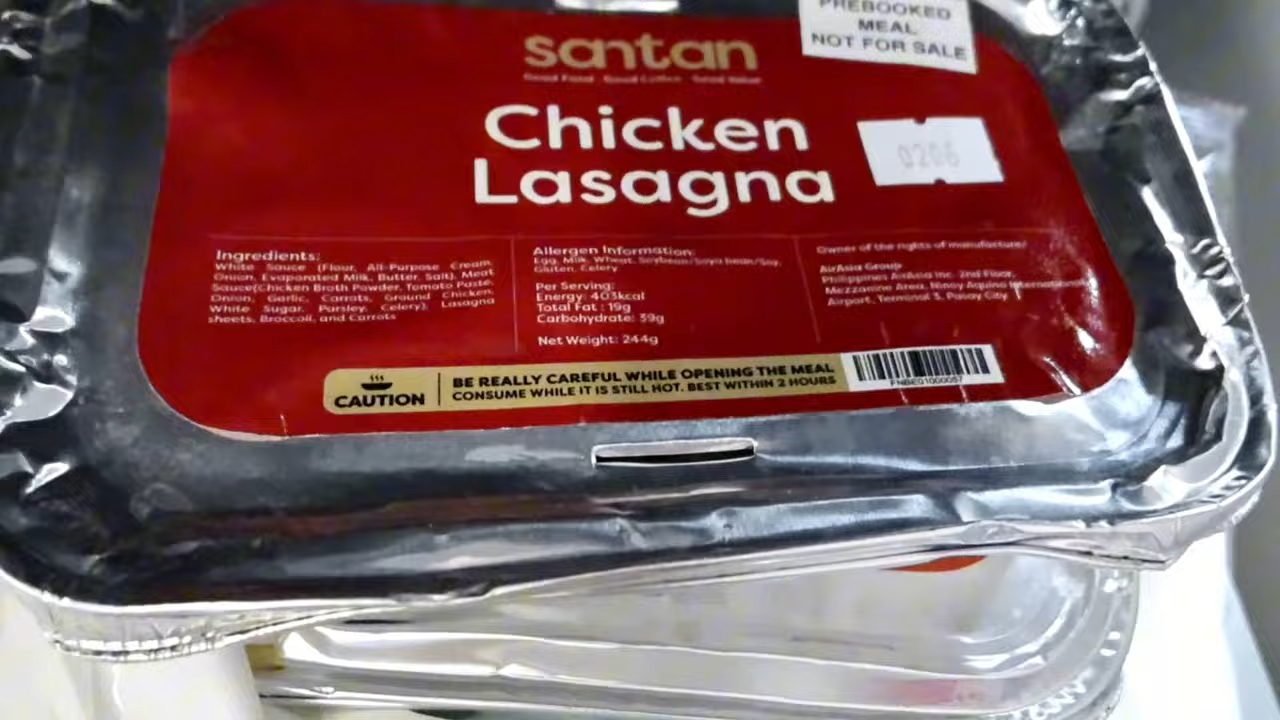 PREBOOKED
MEAL
NOT FOR SALE
santan
Good Food . Good Coffee . Good Value
Chicken
Lasagna
0206
Ingredients:
White Sauce (Flour, All-Purpose Cream,
Onion, Evaporated Milk, Butter, Salt), Meat
Sauce(Chicken Broth Powder, Tomato Paste,
Onion, Garlic, Carrots, Ground Chicken,
White Sugar, Parsley, Celery), Lasagna
sheets, Broccoli, and Carrots
Allergen Information:
Egg, Milk, Wheat, Soybean/Soya bean/Soy,
Gluten, Celery
Per Serving:
Energy: 403kcal
Total Fat : 19g
Carbohydrate: 39g
Net Weight: 244g
Owner of the rights of manufacture/
AirAsia Group
Philippines AirAsia Inc. 2nd Floor,
Mezzanine Area, Ninoy Aquino International
Airport, Terminal 3, Pasay City
CAUTION
BE REALLY CAREFUL WHILE OPENING THE MEAL
CONSUME WHILE IT IS STILL HOT. BEST WITHIN 2 HOURS
FNBE01000057